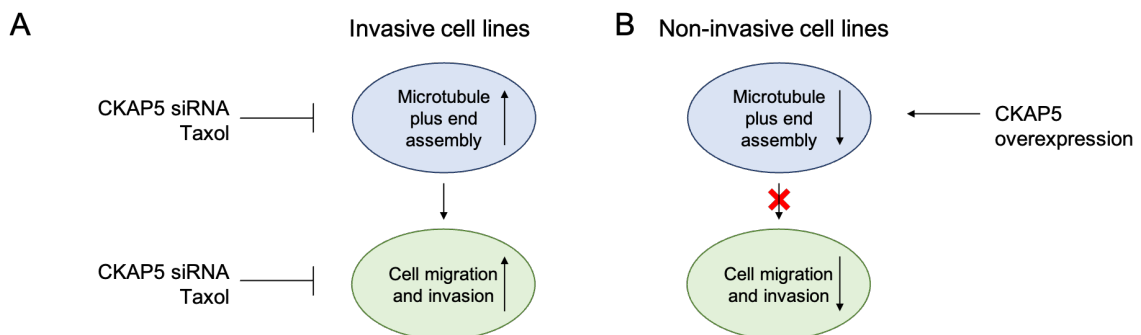 A
Invasive cell lines
CKAP5 siRNA
Taxol
Microtubule
plus end
assembly
CKAP5 siRNA
Taxol
Cell migration
and invasion
B
Non-invasive cell lines
Microtubule
plus end
assembly
CKAP5
overexpression
Cell migration
and invasion